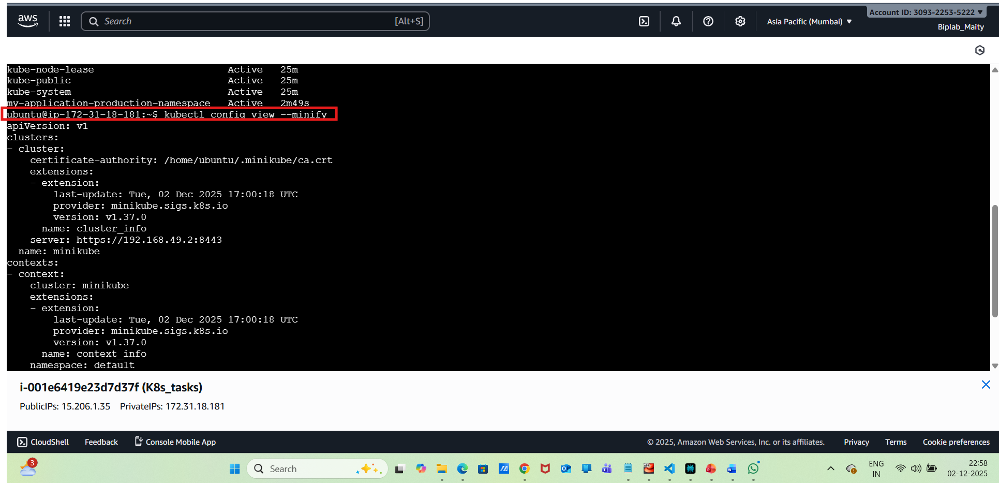 aws
Search
[Alt+S]
Asia Pacific (Mumbai)
Account ID: 3093-2253-5222
Biplab_Maity
kube-node-lease Active 25m
kube-public Active 25m
kube-system Active 25m
my-application-production-namespace Active 2m49s
ubuntu@ip-172-31-18-181:~$ kubectl config view --minify
apiVersion: v1
clusters:
- cluster:
    certificate-authority: /home/ubuntu/.minikube/ca.crt
    extensions:
    - extension:
        last-update: Tue, 02 Dec 2025 17:00:18 UTC
        provider: minikube.sigs.k8s.io
        version: v1.37.0
      name: cluster_info
    server: https://192.168.49.2:8443
  name: minikube
contexts:
- context:
    cluster: minikube
    extensions:
    - extension:
        last-update: Tue, 02 Dec 2025 17:00:18 UTC
        provider: minikube.sigs.k8s.io
        version: v1.37.0
      name: context_info
    namespace: default
i-001e6419e23d7d37f (K8s_tasks)
PublicIPs: 15.206.1.35 PrivateIPs: 172.31.18.181
CloudShell Feedback Console Mobile App © 2025, Amazon Web Services, Inc. or its affiliates. Privacy Terms Cookie preferences
3
Search
ENG
IN
22:58
02-12-2025